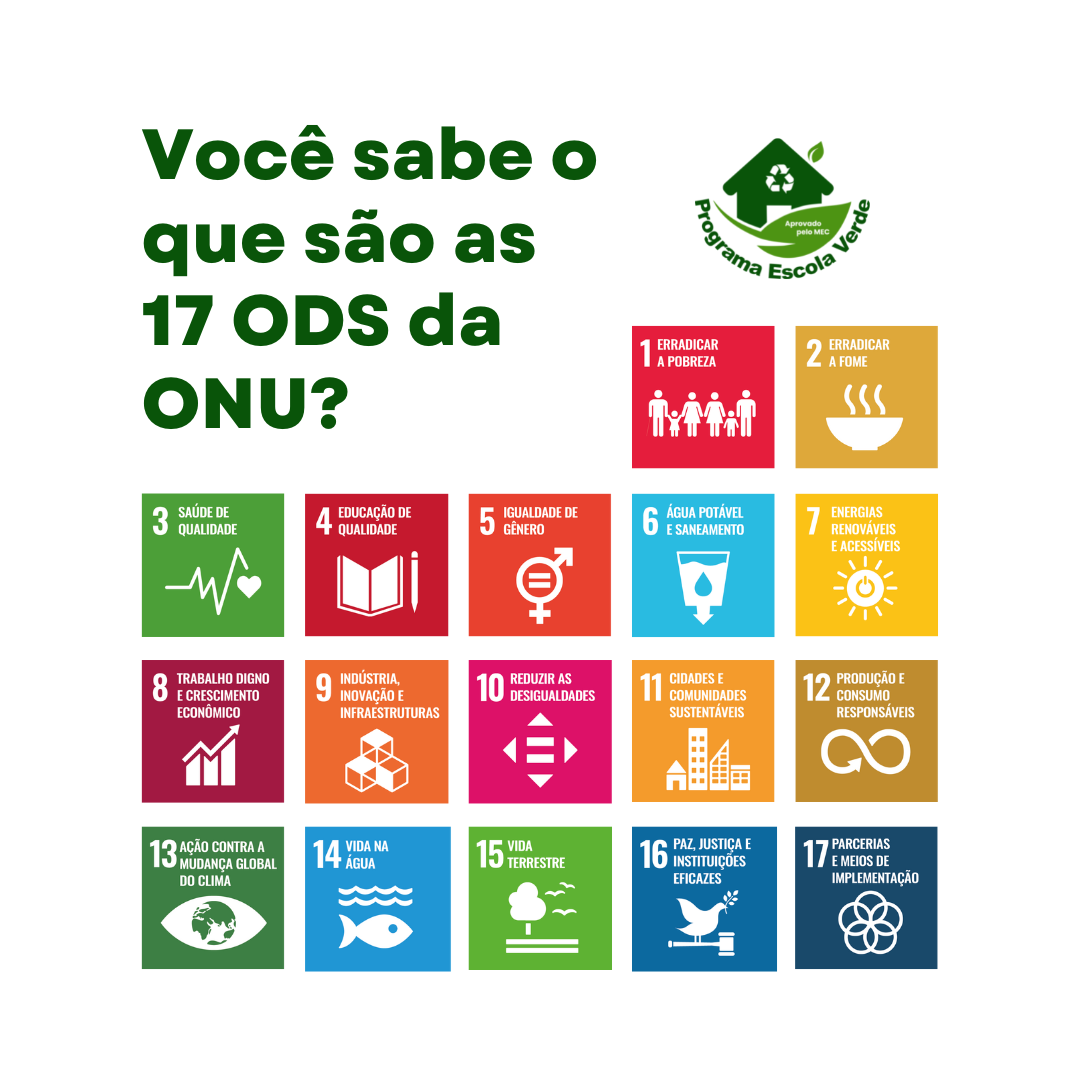 Você sabe o
que são as
17 ODS da
ONU?
Aprovado
pelo MEC
Programa Escola Verde
1 ERRADICAR
A POBREZA
2 ERRADICAR
A FOME
3 SAÚDE DE
QUALIDADE
4 EDUCAÇÃO DE
QUALIDADE
5 IGUALDADE DE
GÊNERO
6 ÁGUA POTÁVEL
E SANEAMENTO
7 ENERGIAS
RENOVÁVEIS
E ACESSÍVEIS
8 TRABALHO DIGNO
E CRESCIMENTO
ECONÔMICO
9 INDÚSTRIA,
INOVAÇÃO E
INFRAESTRUTURAS
10 REDUZIR AS
DESIGUALDADES
11 CIDADES E
COMUNIDADES
SUSTENTÁVEIS
12 PRODUÇÃO E
CONSUMO
RESPONSÁVEIS
13 AÇÃO CONTRA A
MUDANÇA GLOBAL
DO CLIMA
14 VIDA NA
ÁGUA
15 VIDA
TERRESTRE
16 PAZ, JUSTIÇA E
INSTITUIÇÕES
EFICAZES
17 PARCERIAS
E MEIOS DE
IMPLEMENTAÇÃO